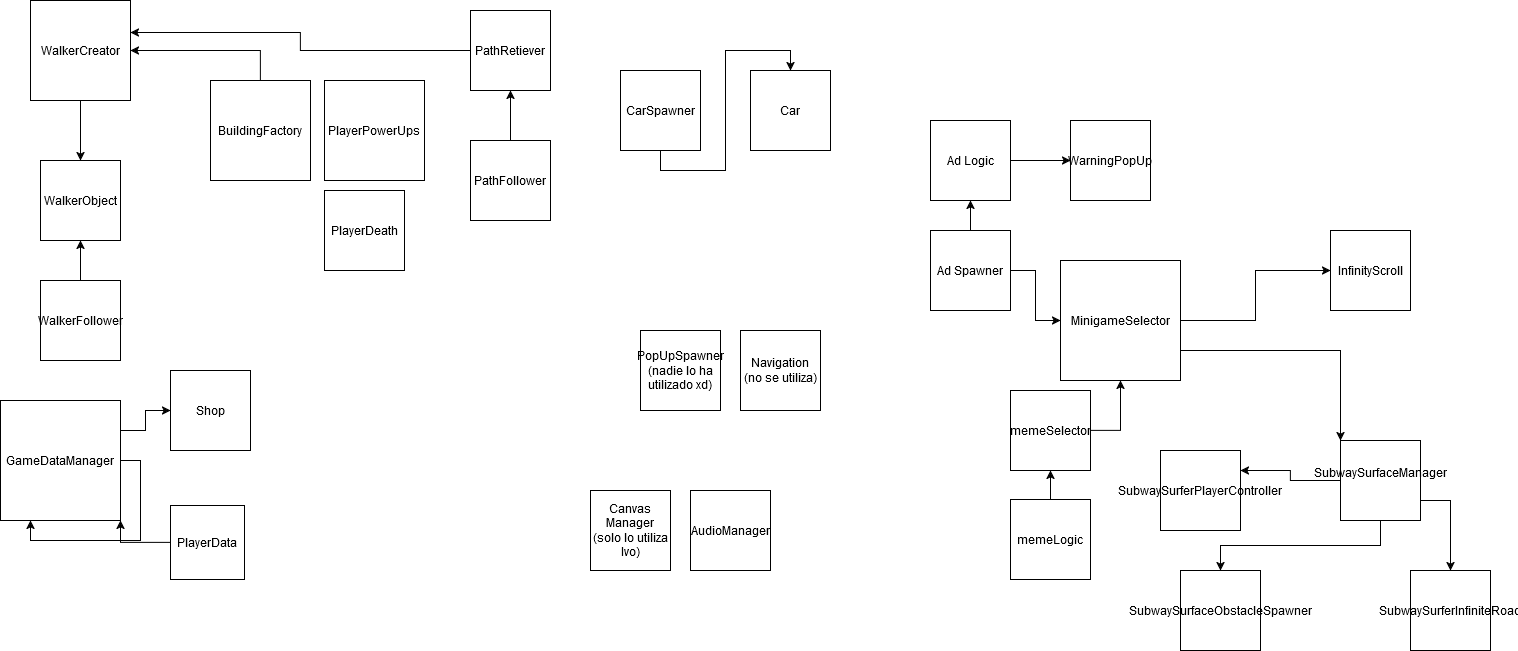 WalkerCreator
PathRetiever
BuildingFactory
PlayerPowerUps
CarSpawner
Car
Ad Logic
WarningPopUp
WalkerObject
PathFollower
PlayerDeath
Ad Spawner
InfinityScroll
WalkerFollower
MinigameSelector
PopUpSpawner
(nadie lo ha
utilizado xd)
Navigation
(no se utiliza)
Shop
GameDataManager
memeSelector
SubwaySurfaceManager
SubwaySurferPlayerController
Canvas
Manager
(solo lo utiliza
Ivo)
AudioManager
PlayerData
memeLogic
SubwaySurfaceObstacleSpawner
SubwaySurferInfiniteRoad